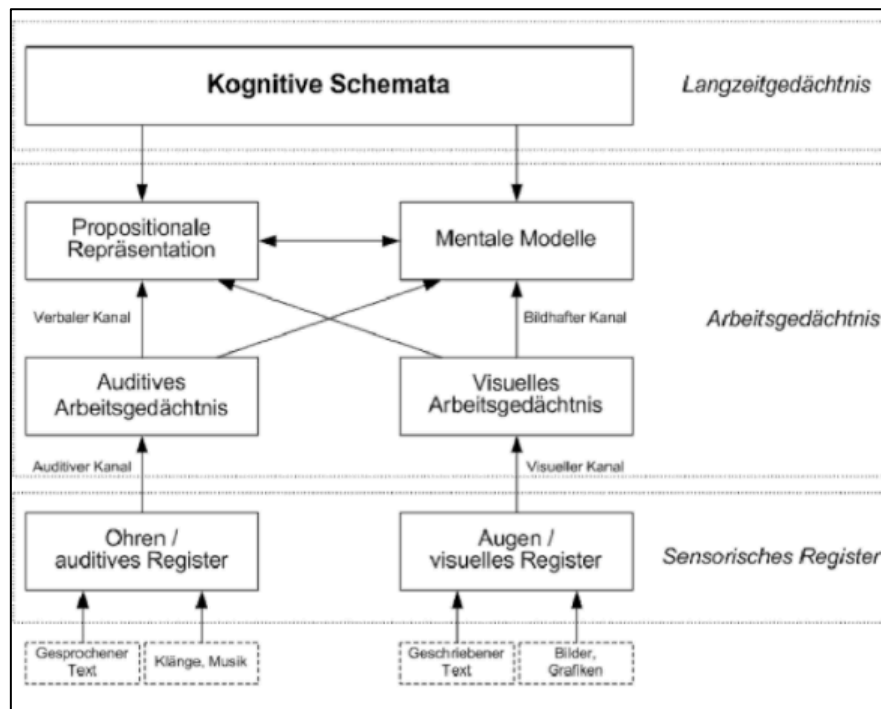 Kognitive Schemata
Langzeitgedächtnis
Propositionale
Repräsentation
Mentale Modelle
Verbaler Kanal
Bildhafter Kanal
Arbeitsgedächtnis
Auditives
Arbeitsgedächtnis
Visuelles
Arbeitsgedächtnis
Auditiver Kanal
Visueller Kanal
Ohren /
auditives Register
Augen /
visuelles Register
Sensorisches Register
Gesprochener
Text
Klänge, Musik
Geschriebener
Text
Bilder,
Grafiken